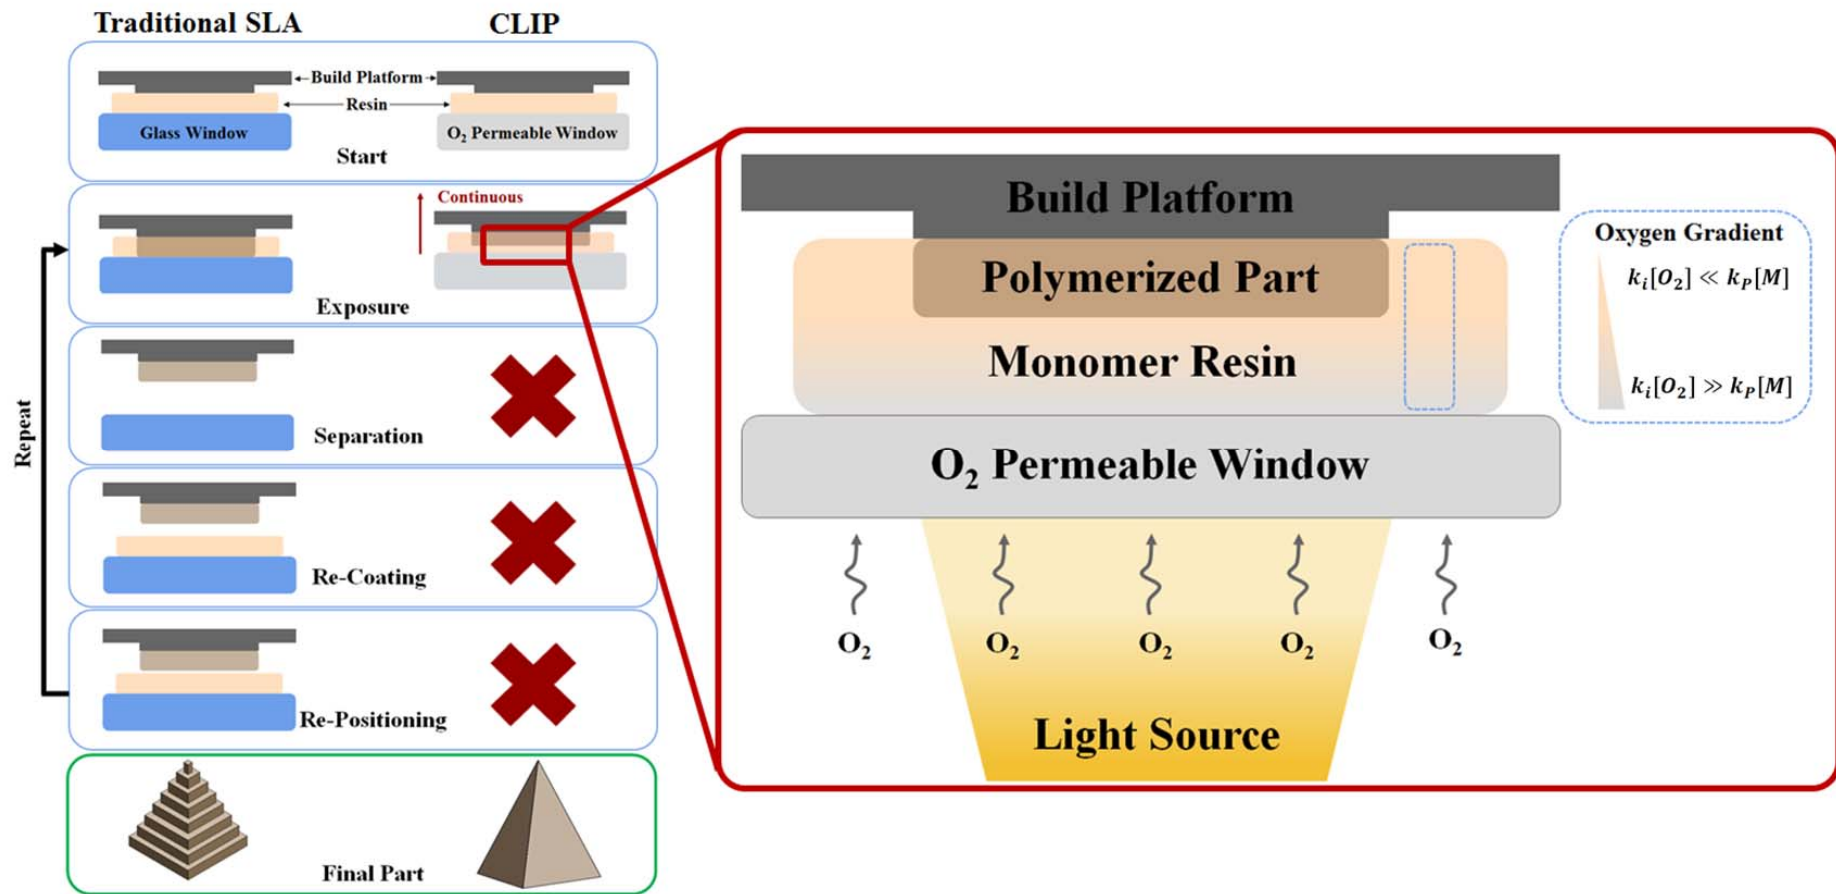 Traditional SLA
CLIP
Build Platform
Resin
Glass Window
O₂ Permeable Window
Start
Continuous
Exposure
Separation
Re-Coating
Re-Positioning
Repeat
Final Part
Build Platform
Polymerized Part
Monomer Resin
O₂ Permeable Window
O₂
O₂
O₂
O₂
O₂
Light Source
Oxygen Gradient
kᵢ[O₂] ≪ k_P[M]
kᵢ[O₂] ≫ k_P[M]